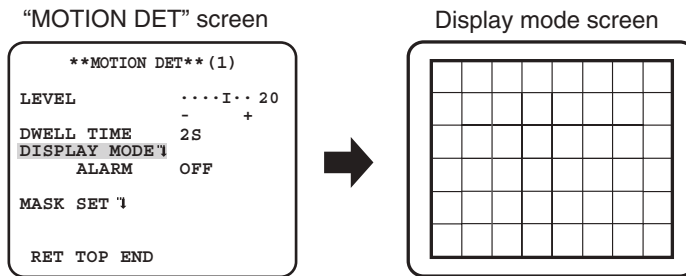 “MOTION DET” screen
Display mode screen
**MOTION DET**(1)
LEVEL ····I·· 20
- +
DWELL TIME 2S
DISPLAY MODE↴
ALARM OFF
MASK SET ↴
RET TOP END